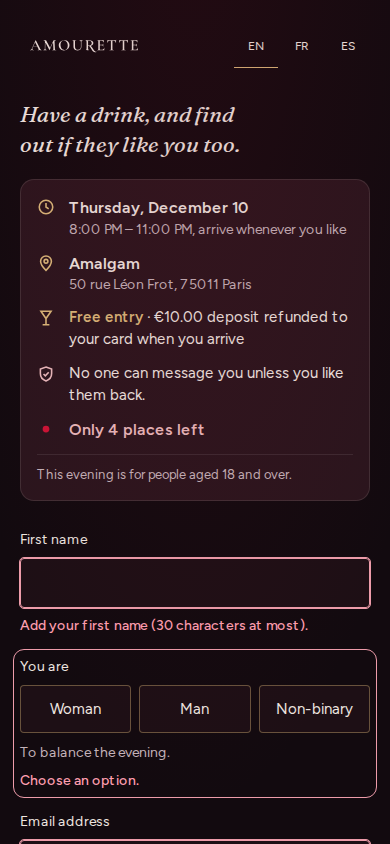 AMOURETTE
EN FR ES
Have a drink, and find
out if they like you too.
Thursday, December 10
8:00 PM – 11:00 PM, arrive whenever you like
Amalgam
50 rue Léon Frot, 75011 Paris
Free entry · €10.00 deposit refunded to
your card when you arrive
No one can message you unless you like
them back.
Only 4 places left
This evening is for people aged 18 and over.
First name
Add your first name (30 characters at most).
You are
Woman Man Non-binary
To balance the evening.
Choose an option.
Email address